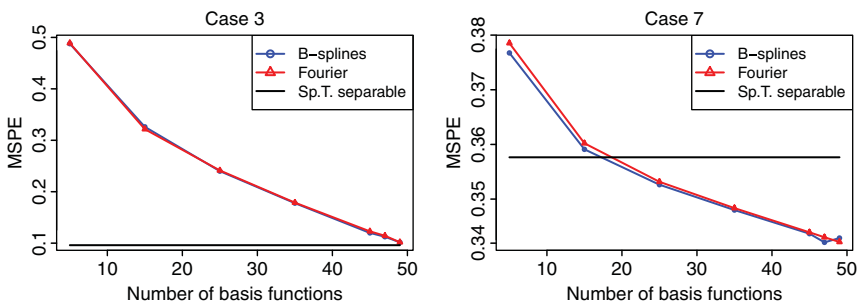 Case 3
MSPE
0.5
0.4
0.3
0.2
0.1
B−splines
Fourier
Sp.T. separable
10 20 30 40 50
Number of basis functions
Case 7
MSPE
0.38
0.37
0.36
0.35
0.34
B−splines
Fourier
Sp.T. separable
10 20 30 40 50
Number of basis functions